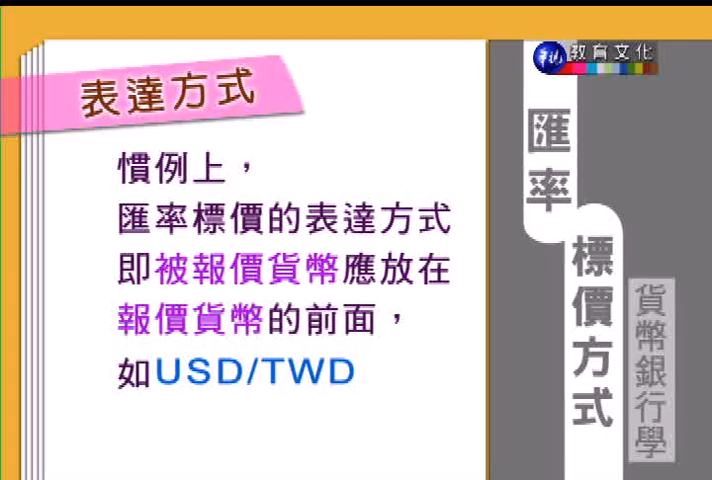 表達方式
慣例上，
匯率標價的表達方式
即被報價貨幣應放在
報價貨幣的前面，
如USD/TWD
華視
教育文化
匯率
標價方式
貨幣銀行學